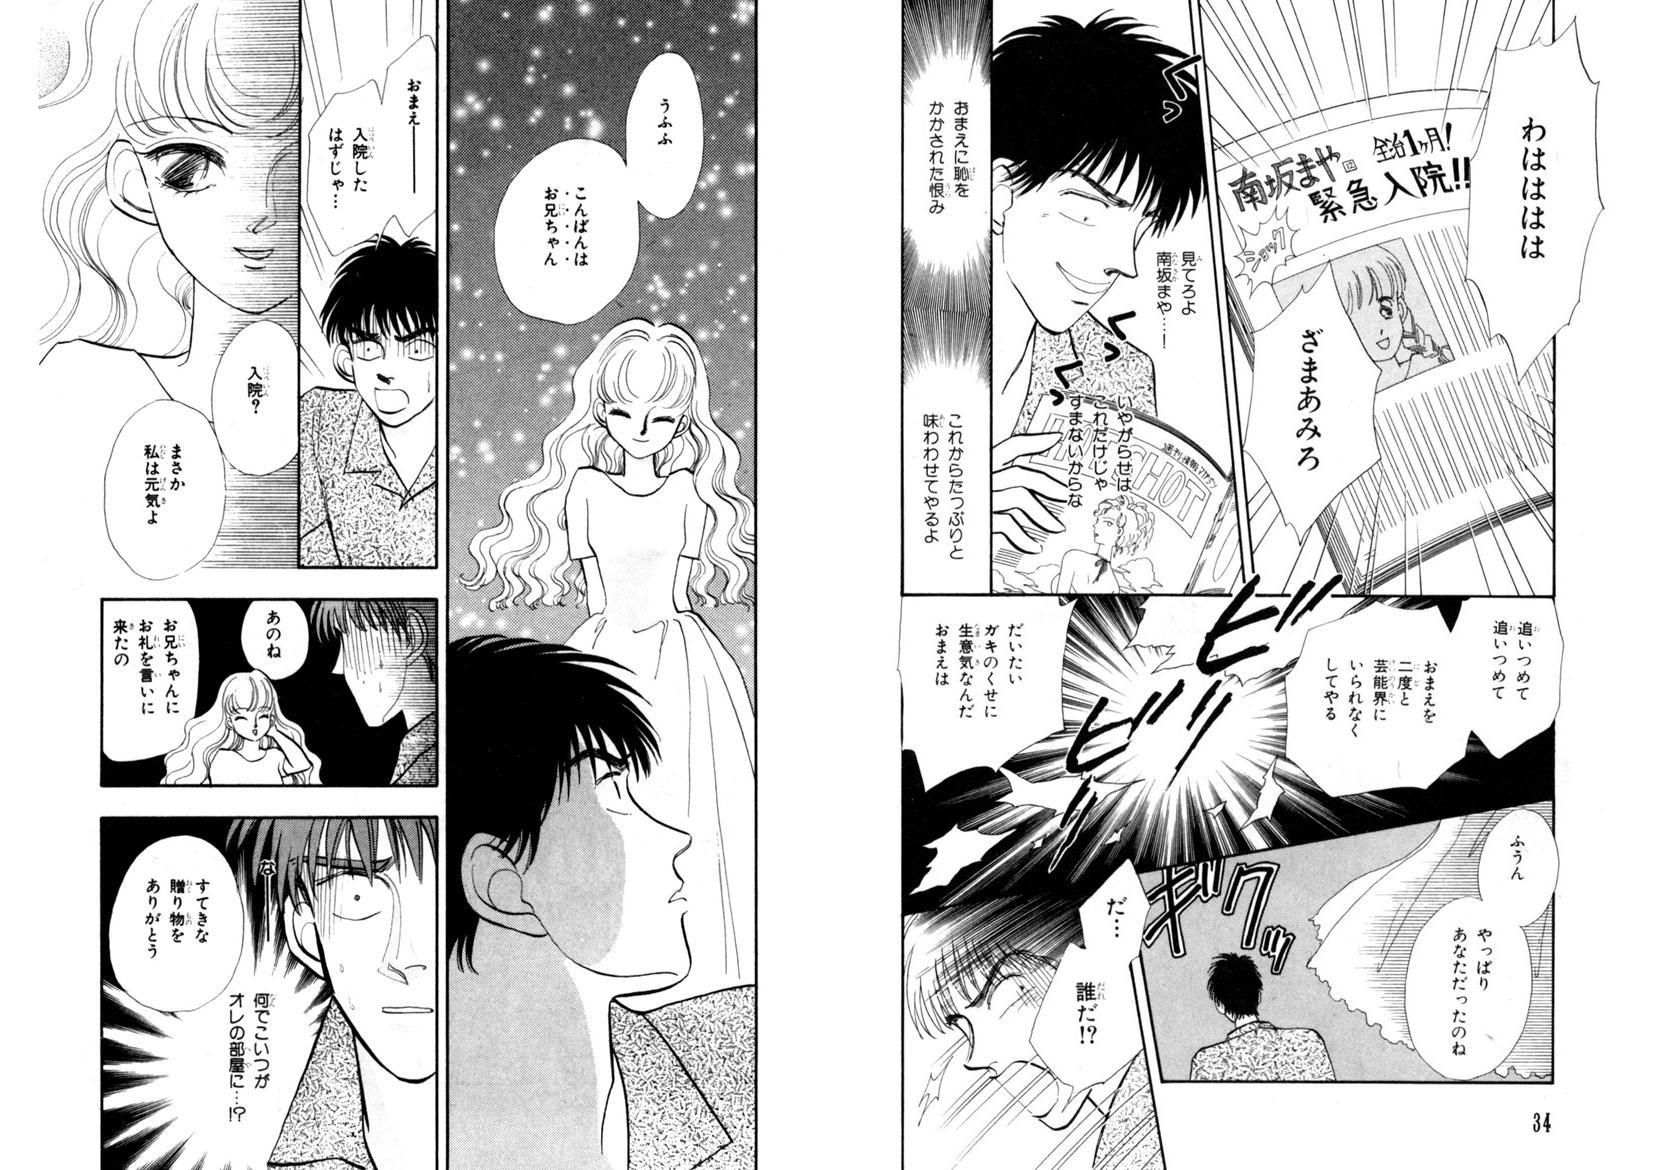 わはははは
全治1ヶ月!
南坂まやは
緊急入院!!
ショック
ざまあみろ
見てろよ
南坂まや…!
いやがらせは
これだけじゃ
すまないからな
くっ
くっ
くっ
HOTSHOT
おまえに恥を
かかされた恨み
これからたっぷりと
味わわせてやるよ
追いつめて
追いつめて
おまえを
二度と
芸能界に
いられなく
してやる
だいたい
ガキのくせに
生意気なんだ
おまえは
ビ
ビリ
ビリ
ふうん
やっぱり
あなただったのね
ギクッ
ギクッ
だ…
誰だ!?
34
うふふ
こんばんは
お兄ちゃん
おまえ――
入院した
はずじゃ…
入院?
まさか
私は元気よ
あのね
お兄ちゃんに
お礼を言いに
来たの
すてきな
贈り物を
ありがとう
な――
何でこいつが
オレの部屋に…!?